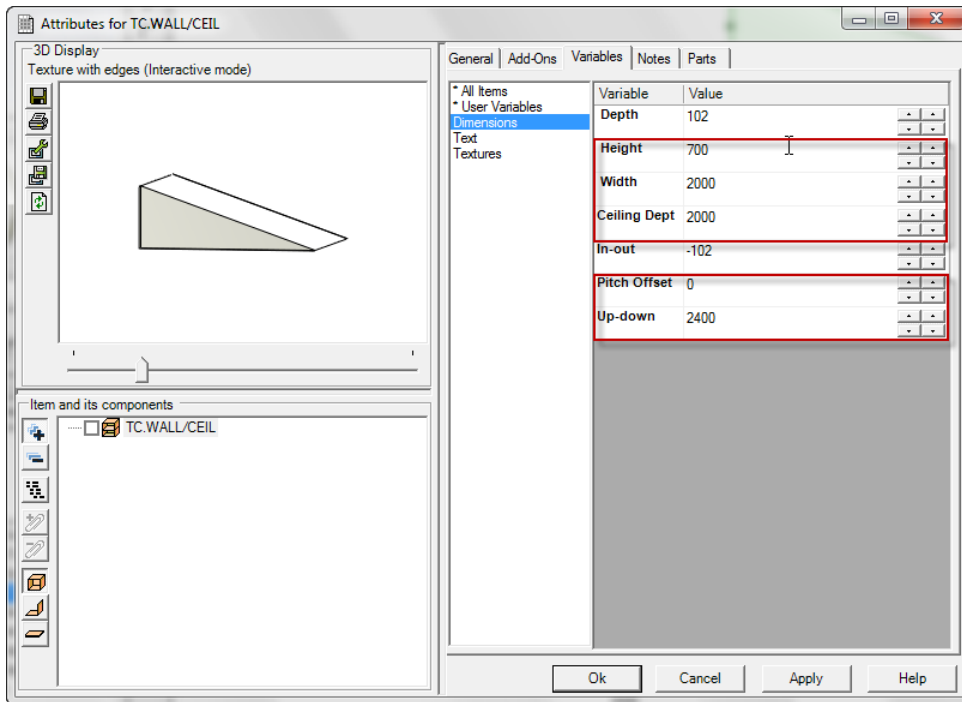 Attributes for TC.WALL/CEIL
3D Display
Texture with edges (Interactive mode)
Item and its components
TC.WALL/CEIL
General Add-Ons Variables Notes Parts
* All Items
* User Variables
Dimensions
Text
Textures
Variable Value
Depth 102
Height 700
Width 2000
Ceiling Dept 2000
In-out -102
Pitch Offset 0
Up-down 2400
Ok Cancel Apply Help